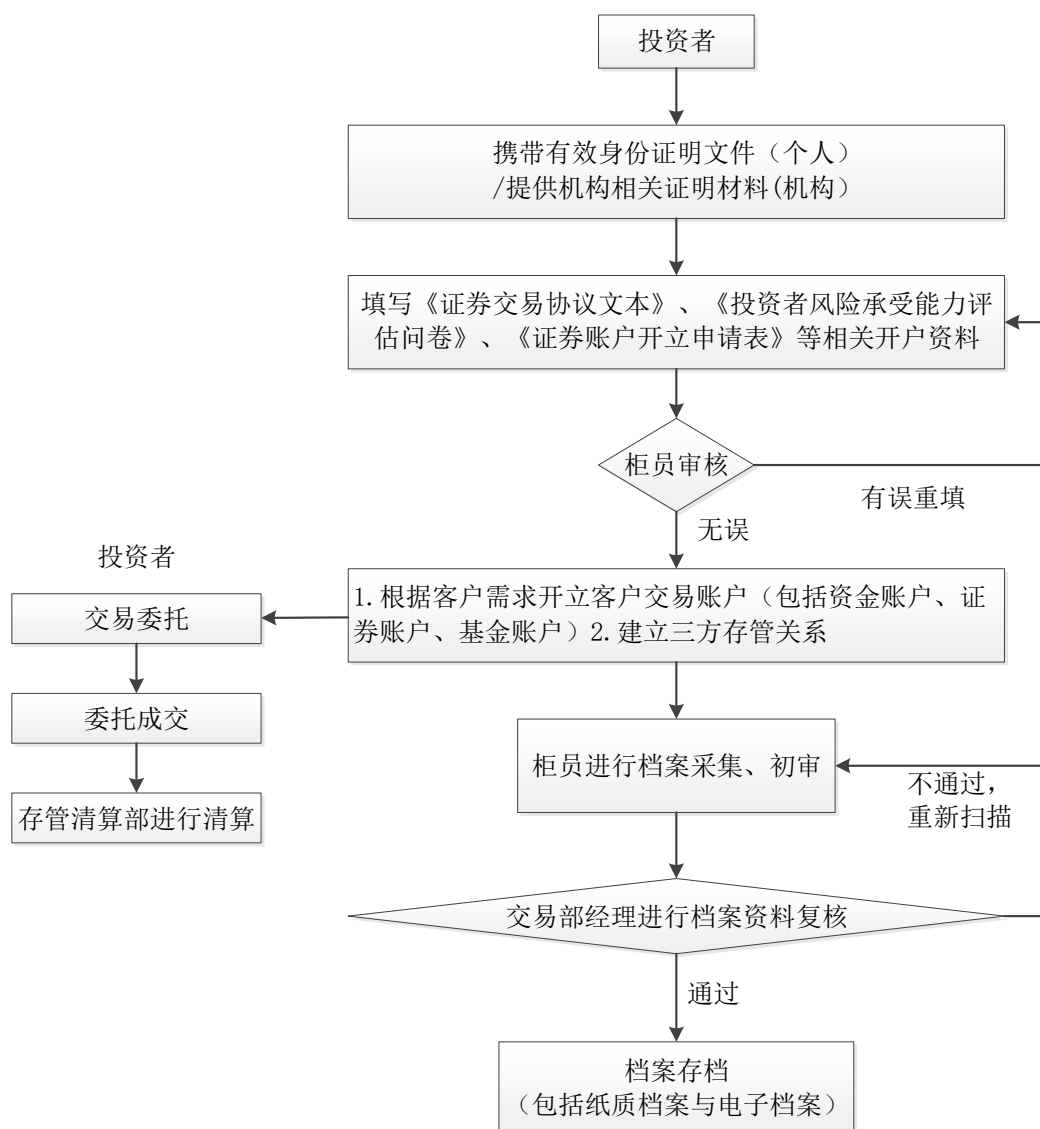 投资者
携带有效身份证明文件（个人）
/提供机构相关证明材料(机构）
填写《证券交易协议文本》、《投资者风险承受能力评
估问卷》、《证券账户开立申请表》等相关开户资料
柜员审核
有误重填
无误
投资者
1.根据客户需求开立客户交易账户（包括资金账户、证
券账户、基金账户）2.建立三方存管关系
交易委托
委托成交
存管清算部进行清算
柜员进行档案采集、初审
不通过，
重新扫描
交易部经理进行档案资料复核
通过
档案存档
（包括纸质档案与电子档案）